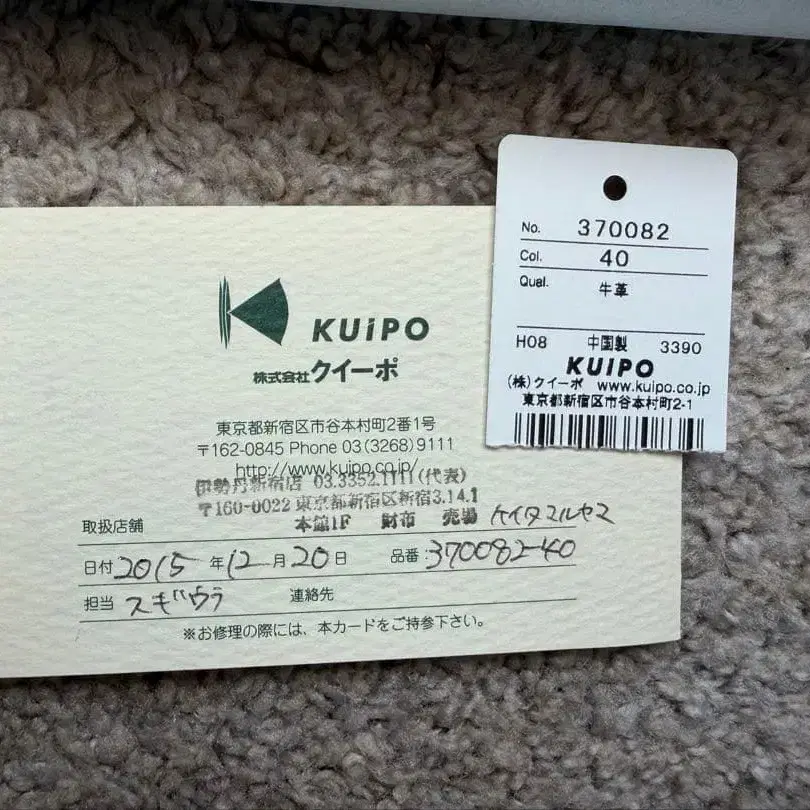 KUiPO
株式会社クイーポ
東京都新宿区市谷本村町2番1号
〒162-0845 Phone 03(3268)9111
http://www.kuipo.co.jp/
伊勢丹新宿店 03.3352.1111(代表)
〒160-0022 東京都新宿区新宿3.14.1
取扱店舗 本館1F 財布 売場 ケイタマルヤマ
日付 2015 年 12 月 20 日 品番: 370082-40
担当 スギウラ 連絡先
※お修理の際には、本カードをご持参下さい。
No. 370082
Col. 40
Qual. 牛革
H08 中国製 3390
KUIPO
(株)クイーポ www.kuipo.co.jp
東京都新宿区市谷本村町2-1